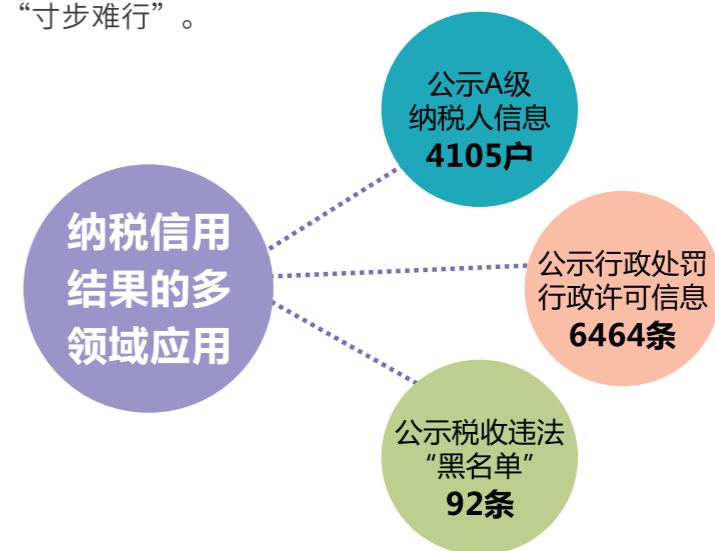 “寸步难行”。
公示A级
纳税人信息
4105户
纳税信用
结果的多
领域应用
公示行政处罚
行政许可信息
6464条
公示税收违法
“黑名单”
92条